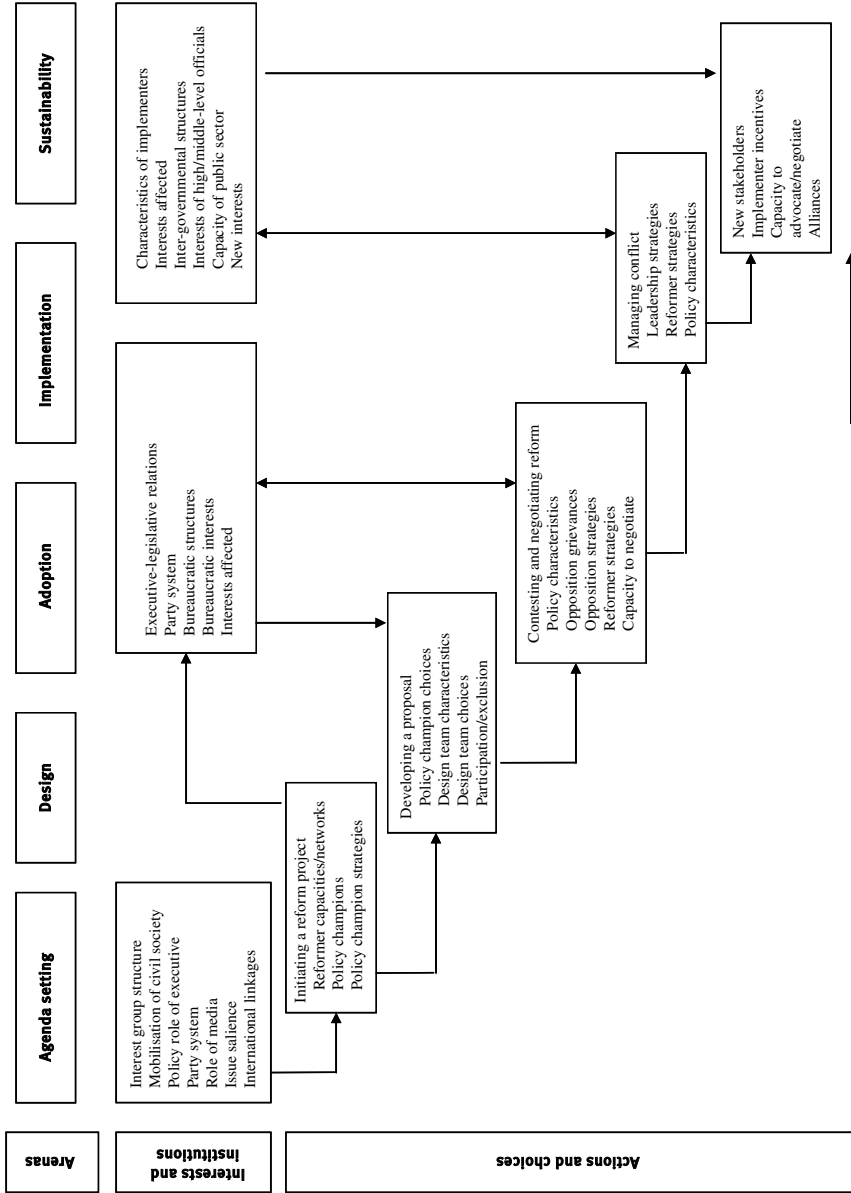 Arenas
Agenda setting
Design
Adoption
Implementation
Sustainability
Interests and
institutions
Interest group structure
Mobilisation of civil society
Policy role of executive
Party system
Role of media
Issue salience
International linkages
Executive-legislative relations
Party system
Bureaucratic structures
Bureaucratic interests
Interests affected
Characteristics of implementers
Interests affected
Inter-governmental structures
Interests of high/middle-level officials
Capacity of public sector
New interests
Actions and choices
Initiating a reform project
Reformer capacities/networks
Policy champions
Policy champion strategies
Developing a proposal
Policy champion choices
Design team characteristics
Design team choices
Participation/exclusion
Contesting and negotiating reform
Policy characteristics
Opposition grievances
Opposition strategies
Reformer strategies
Capacity to negotiate
Managing conflict
Leadership strategies
Reformer strategies
Policy characteristics
New stakeholders
Implementer incentives
Capacity to
advocate/negotiate
Alliances